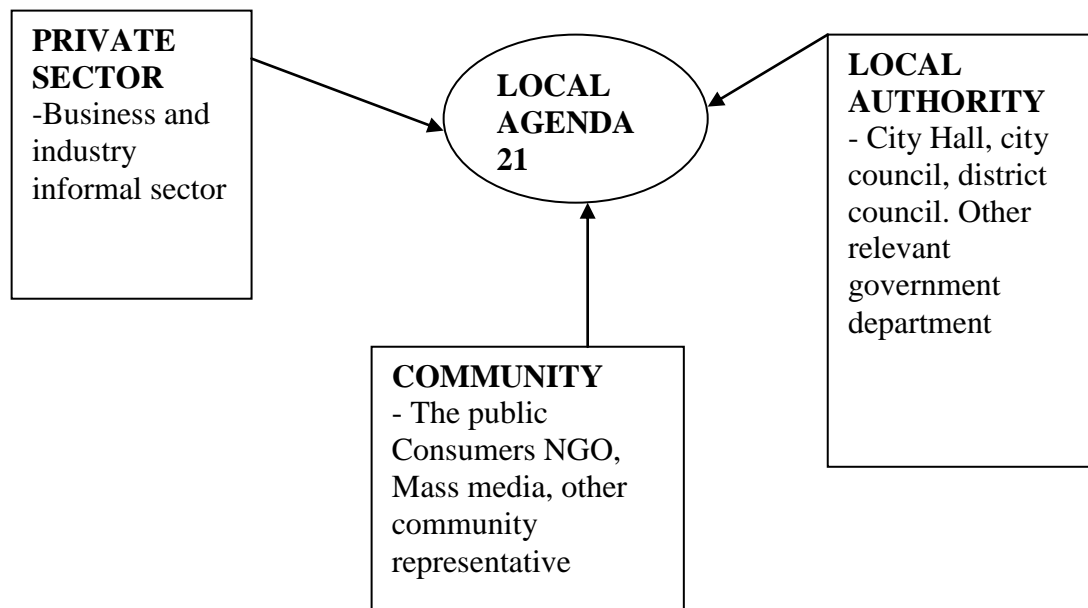 PRIVATE
SECTOR
-Business and
industry
informal sector
LOCAL
AGENDA
21
LOCAL
AUTHORITY
- City Hall, city
council, district
council. Other
relevant
government
department
COMMUNITY
- The public
Consumers NGO,
Mass media, other
community
representative